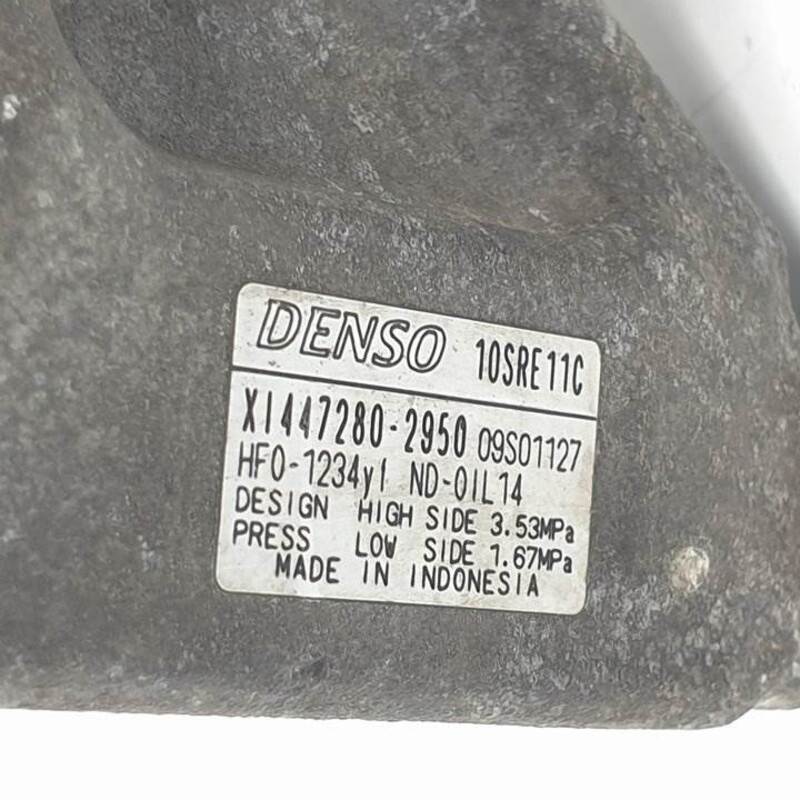 DENSO 10SRE11C
XI447280-2950 09S01127
HFO-1234yf ND-OIL14
DESIGN HIGH SIDE 3.53MPa
PRESS LOW SIDE 1.67MPa
MADE IN INDONESIA